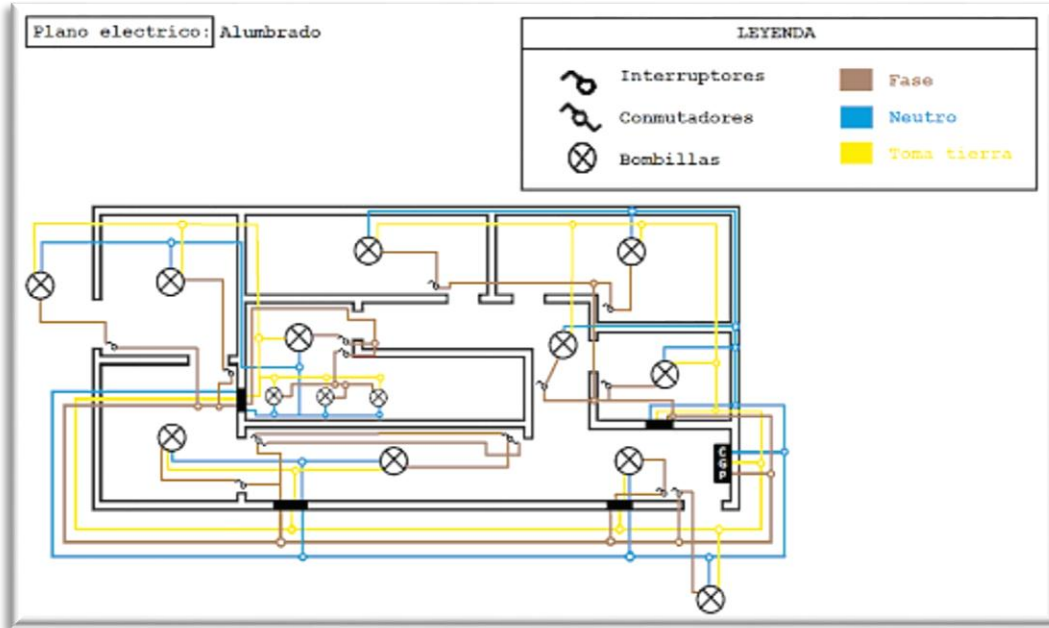 Plano electrico: Alumbrado
LEYENDA
Interruptores
Fase
Conmutadores
Neutro
Bombillas
Toma tierra
C
G
P